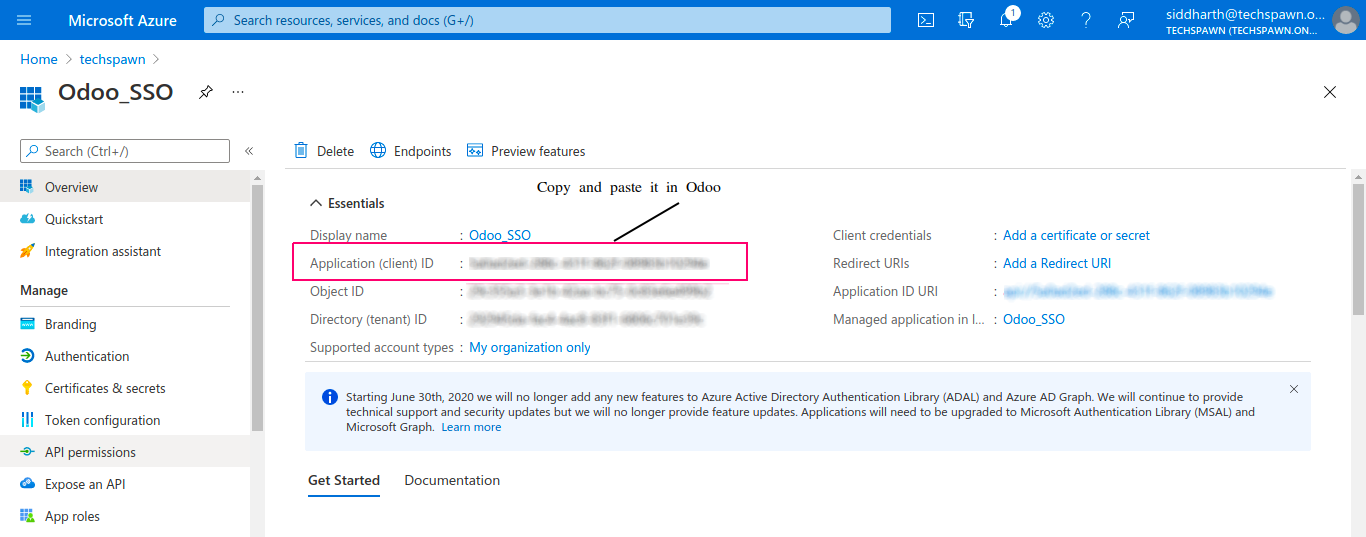 Microsoft Azure
Search resources, services, and docs (G+/)
1
siddharth@techspawn.o...
TECHSPAWN (TECHSPAWN.ON...
Home > techspawn >
Odoo_SSO
...
Search (Ctrl+/)
«
Overview
Quickstart
Integration assistant
Manage
Branding
Authentication
Certificates & secrets
Token configuration
API permissions
Expose an API
App roles
Delete
Endpoints
Preview features
Copy and paste it in Odoo
Essentials
Display name : Odoo_SSO
Application (client) ID :
Object ID :
Directory (tenant) ID :
Supported account types : My organization only
Client credentials : Add a certificate or secret
Redirect URIs : Add a Redirect URI
Application ID URI :
Managed application in l... : Odoo_SSO
Starting June 30th, 2020 we will no longer add any new features to Azure Active Directory Authentication Library (ADAL) and Azure AD Graph. We will continue to provide
technical support and security updates but we will no longer provide feature updates. Applications will need to be upgraded to Microsoft Authentication Library (MSAL) and
Microsoft Graph. Learn more
Get Started
Documentation